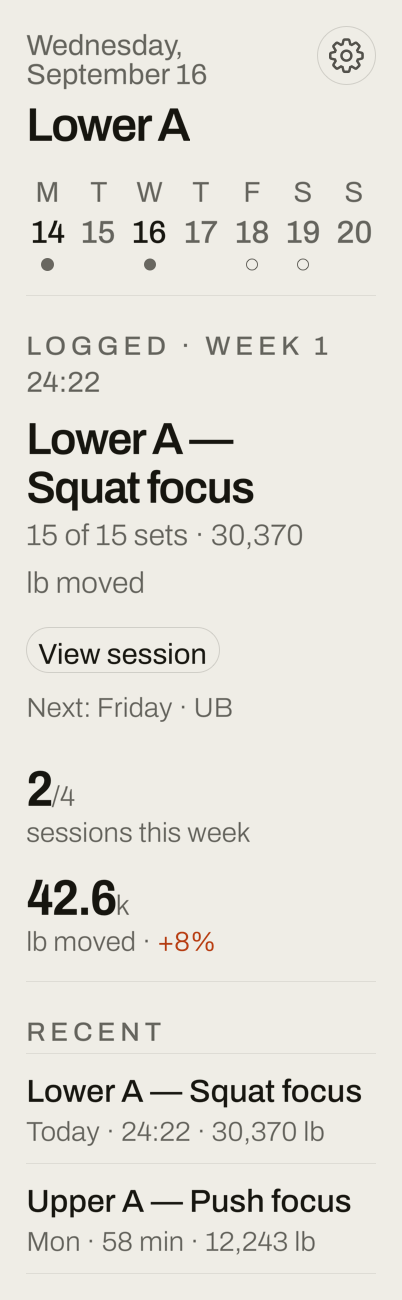 Wednesday,
September 16
Lower A
M T W T F S S
14 15 16 17 18 19 20
LOGGED · WEEK 1
24:22
Lower A —
Squat focus
15 of 15 sets · 30,370
lb moved
View session
Next: Friday · UB
2/4
sessions this week
42.6k
lb moved · +8%
RECENT
Lower A — Squat focus
Today · 24:22 · 30,370 lb
Upper A — Push focus
Mon · 58 min · 12,243 lb